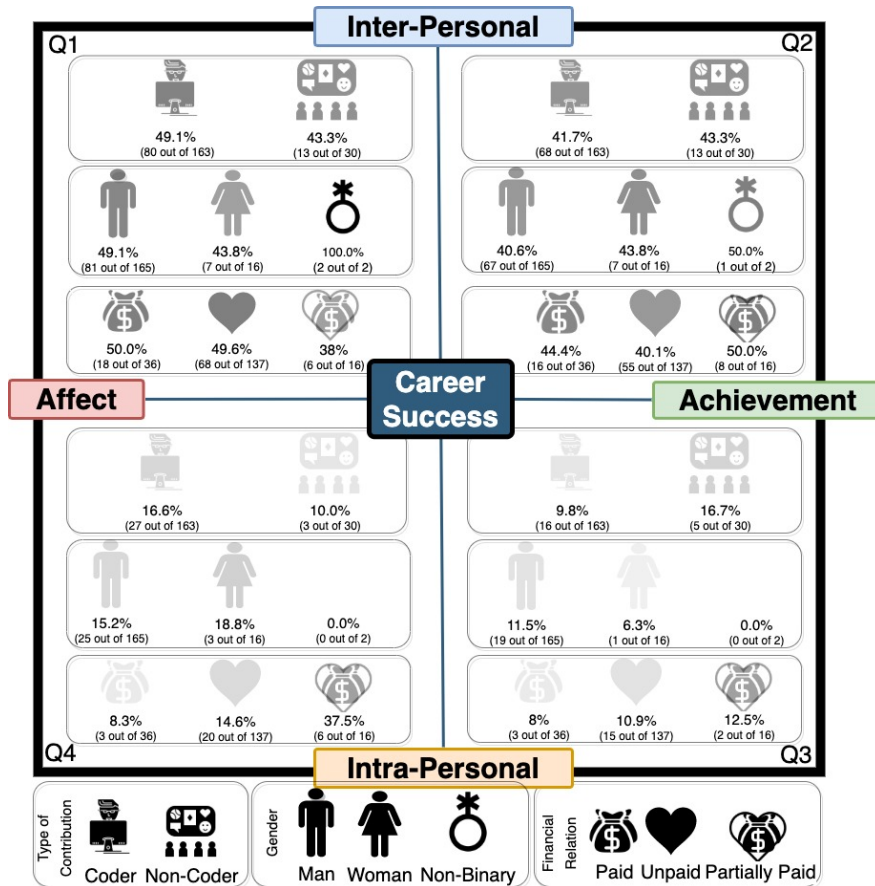 Inter-Personal
Q1
Q2
49.1%
(80 out of 163)
43.3%
(13 out of 30)
41.7%
(68 out of 163)
43.3%
(13 out of 30)
49.1%
(81 out of 165)
43.8%
(7 out of 16)
100.0%
(2 out of 2)
40.6%
(67 out of 165)
43.8%
(7 out of 16)
50.0%
(1 out of 2)
$
$
$
$
50.0%
(18 out of 36)
49.6%
(68 out of 137)
38%
(6 out of 16)
44.4%
(16 out of 36)
40.1%
(55 out of 137)
50.0%
(8 out of 16)
Affect
Career
Success
Achievement
16.6%
(27 out of 163)
10.0%
(3 out of 30)
9.8%
(16 out of 163)
16.7%
(5 out of 30)
15.2%
(25 out of 165)
18.8%
(3 out of 16)
0.0%
(0 out of 2)
11.5%
(19 out of 165)
6.3%
(1 out of 16)
0.0%
(0 out of 2)
$
$
$
$
8.3%
(3 out of 36)
14.6%
(20 out of 137)
37.5%
(6 out of 16)
8%
(3 out of 36)
10.9%
(15 out of 137)
12.5%
(2 out of 16)
Q4
Q3
Intra-Personal
Type of
Contribution
Coder
Non-Coder
Gender
Man
Woman
Non-Binary
Financial
Relation
$
$
Paid
Unpaid
Partially Paid